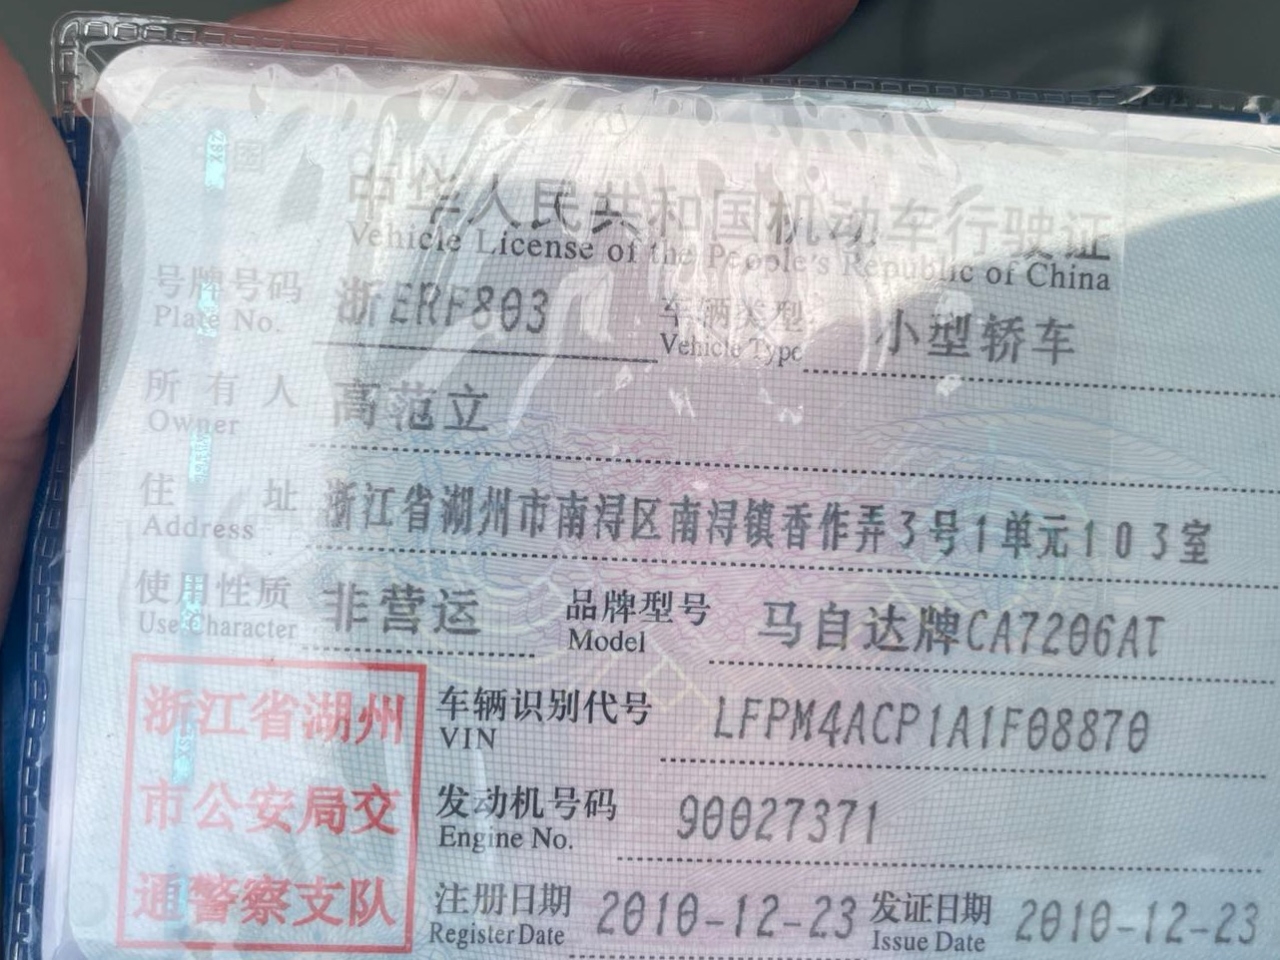 中华人民共和国机动车行驶证
Vehicle License of the People's Republic of China
号牌号码 浙ERF803 车辆类型 小型轿车
Plate No. Vehicle Type
所有人 高范立
Owner
住址 浙江省湖州市南浔区南浔镇香作弄3号1单元103室
Address
使用性质 非营运 品牌型号 马自达牌CA7206AT
Use Character Model
浙江省湖州
市公安局交
通警察支队
车辆识别代号 LFPM4ACP1A1F08870
VIN
发动机号码 90027371
Engine No.
注册日期 2010-12-23 发证日期 2010-12-23
Register Date Issue Date